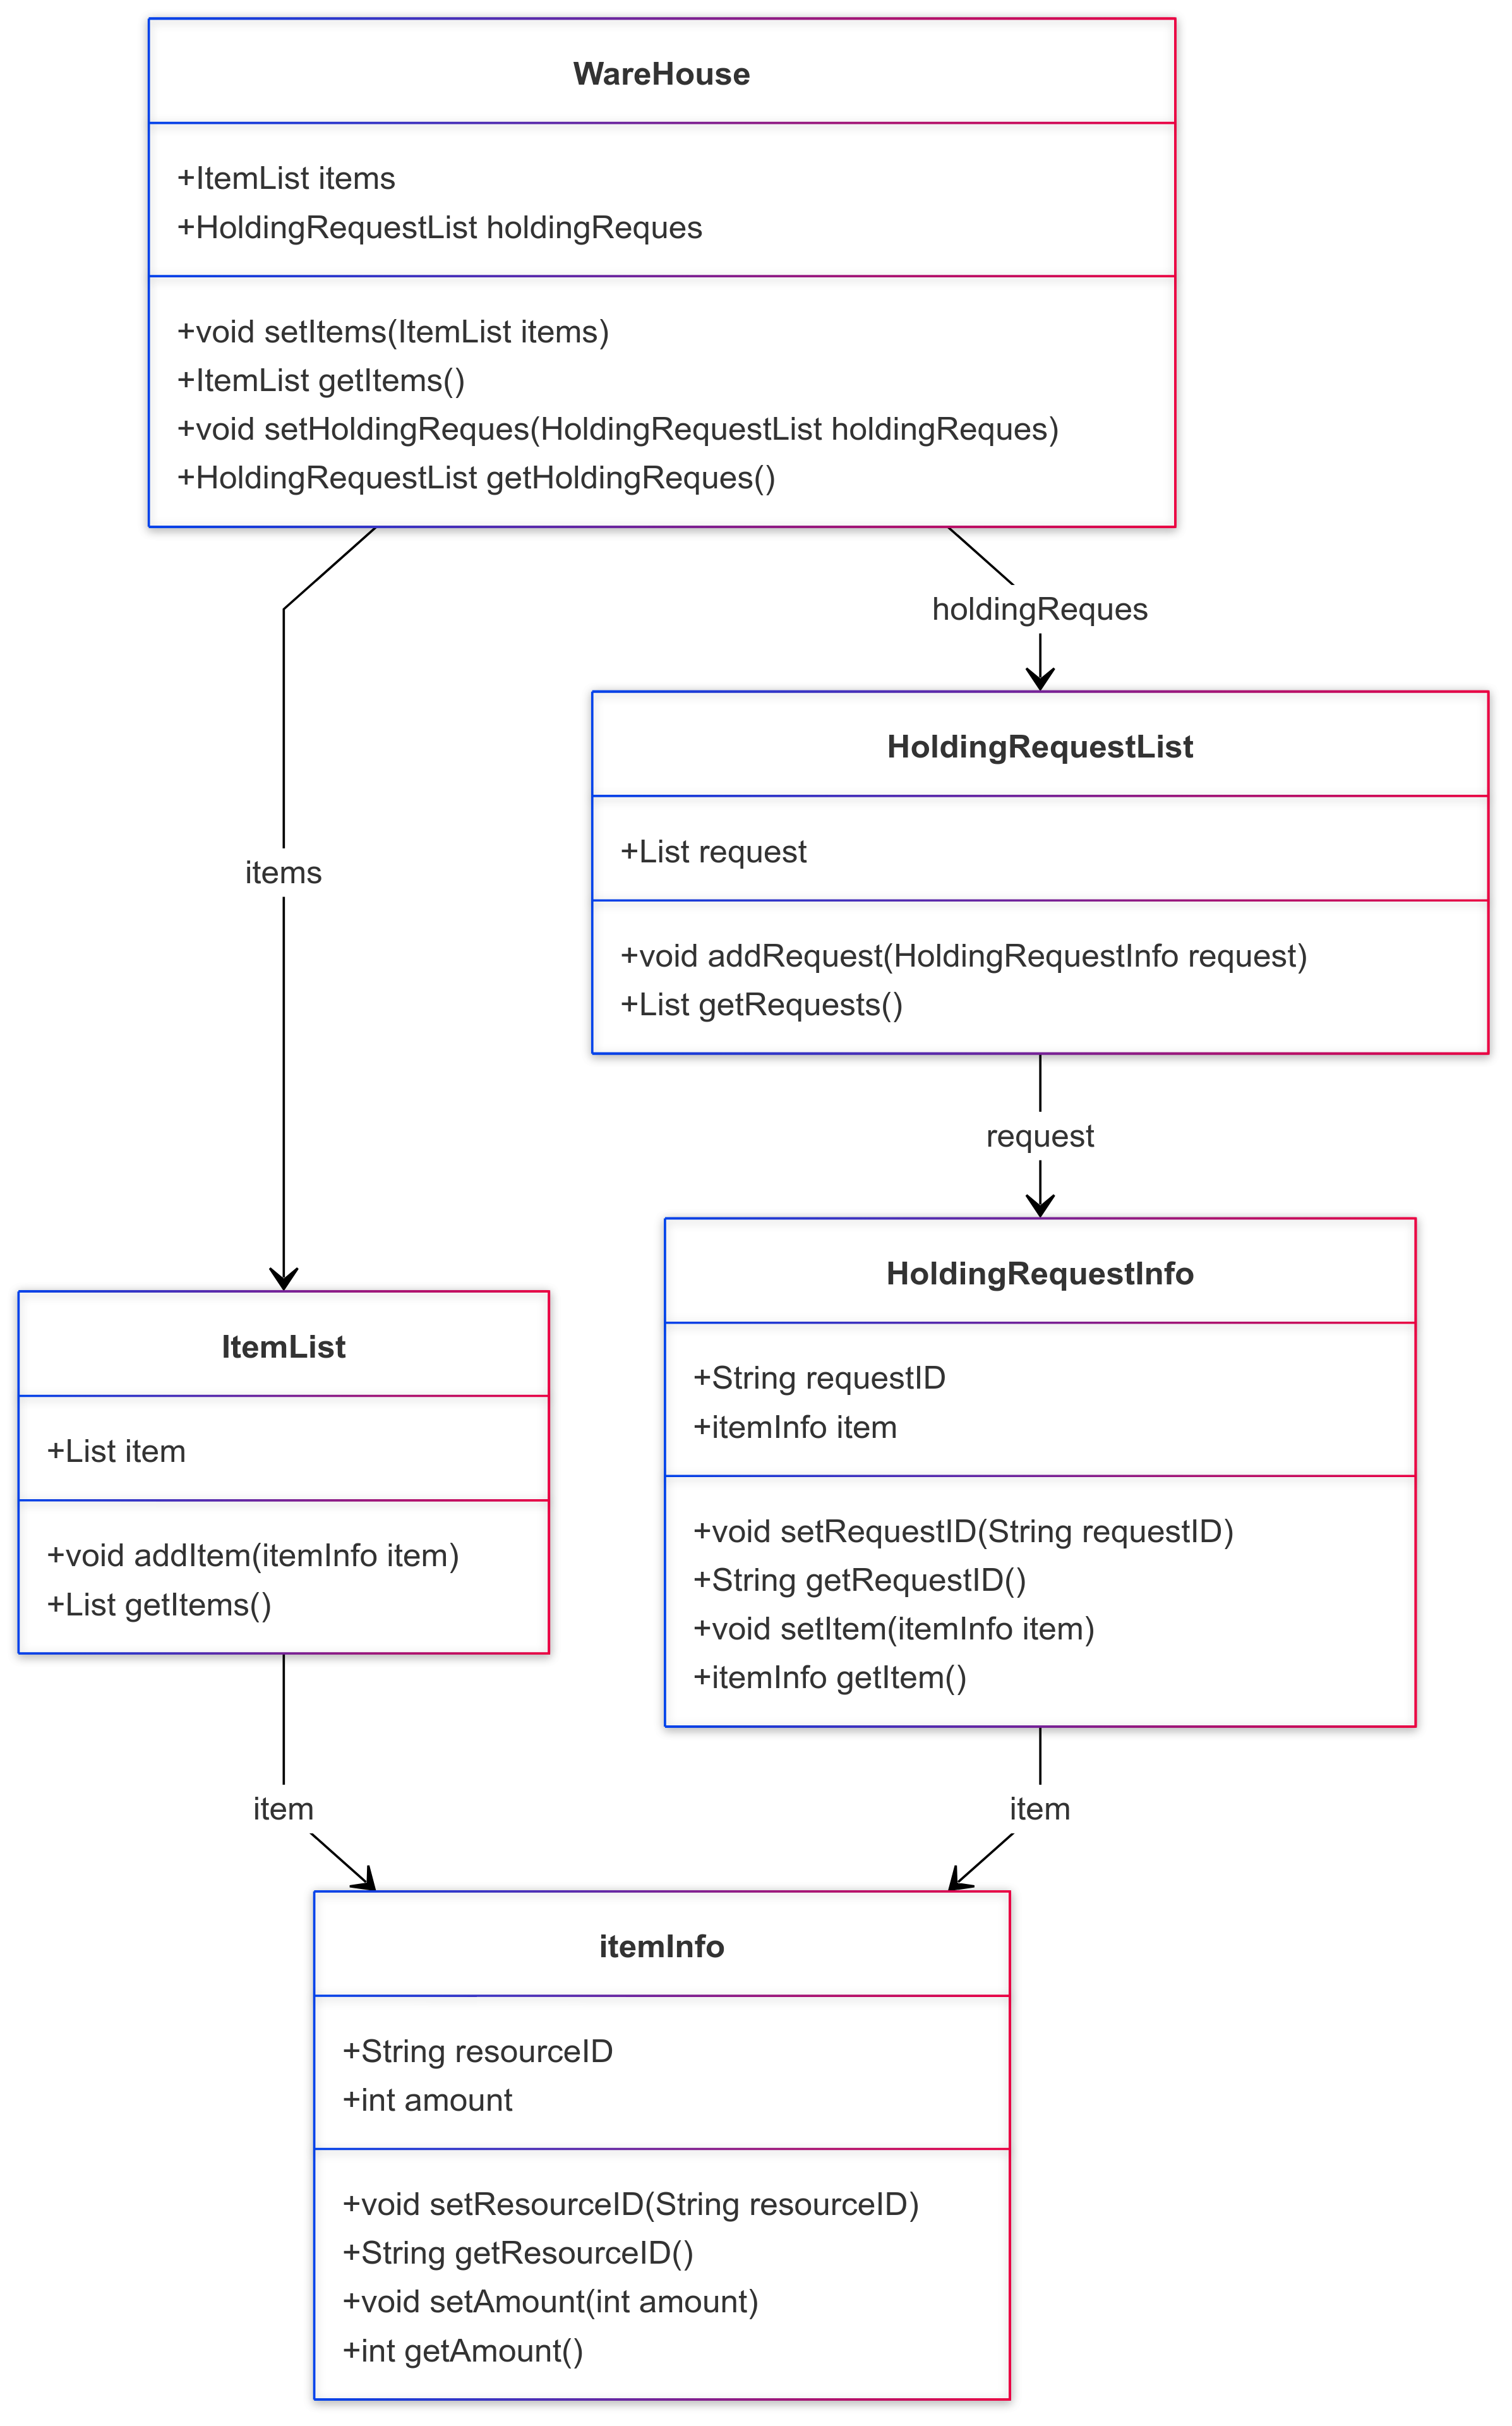 WareHouse
+ItemList items
+HoldingRequestList holdingReques
+void setItems(ItemList items)
+ItemList getItems()
+void setHoldingReques(HoldingRequestList holdingReques)
+HoldingRequestList getHoldingReques()
holdingReques
HoldingRequestList
+List request
+void addRequest(HoldingRequestInfo request)
+List getRequests()
items
request
HoldingRequestInfo
+String requestID
+itemInfo item
+void setRequestID(String requestID)
+String getRequestID()
+void setItem(itemInfo item)
+itemInfo getItem()
ItemList
+List item
+void addItem(itemInfo item)
+List getItems()
item
item
itemInfo
+String resourceID
+int amount
+void setResourceID(String resourceID)
+String getResourceID()
+void setAmount(int amount)
+int getAmount()